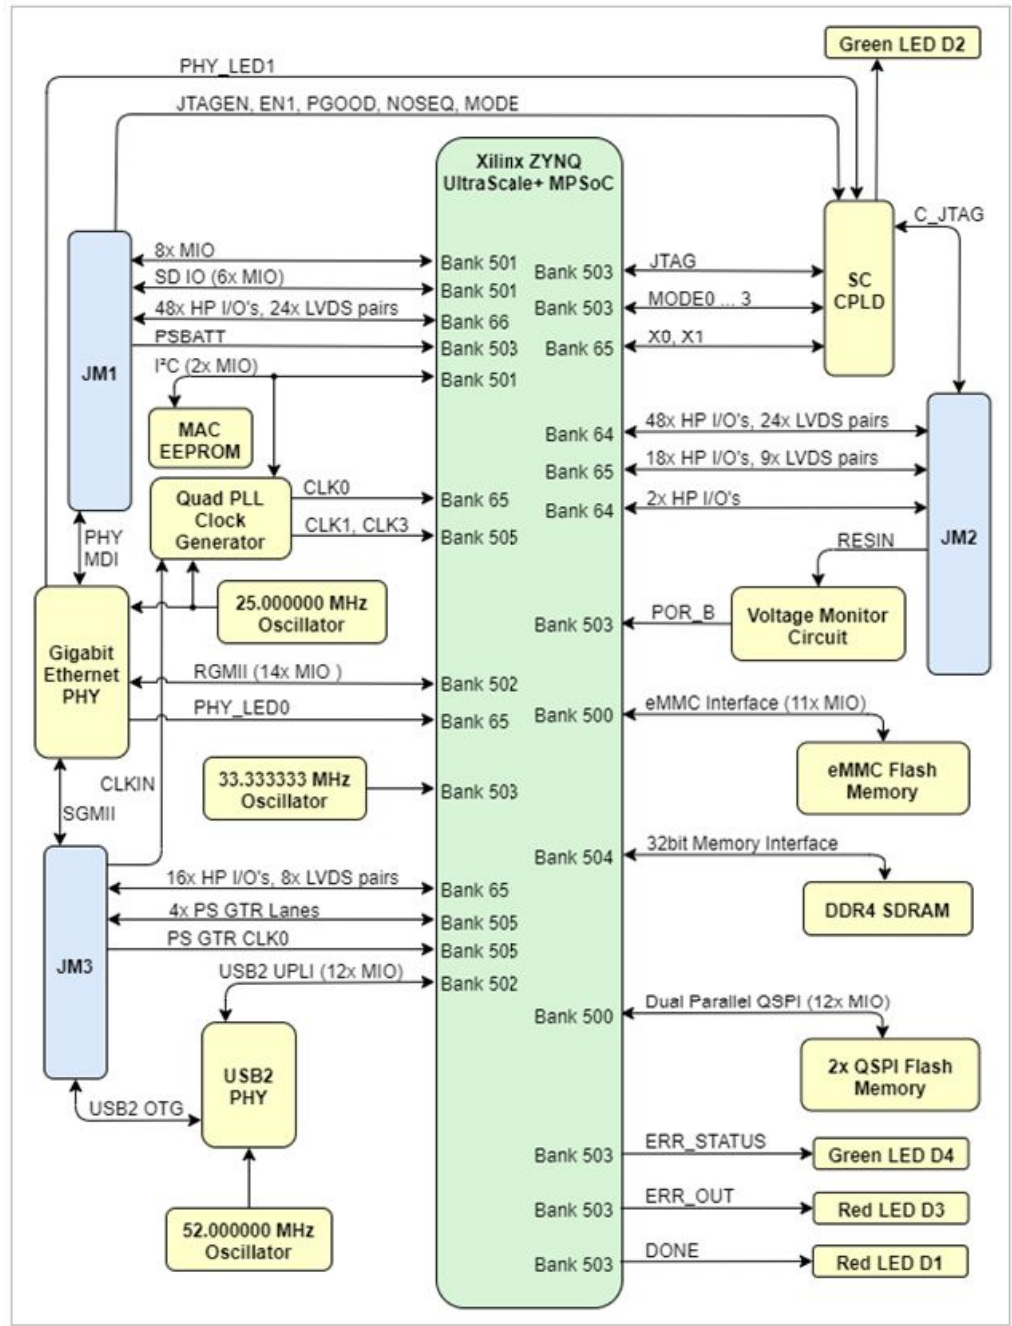 Green LED D2
PHY_LED1
JTAGEN, EN1, PGOOD, NOSEQ, MODE
Xilinx ZYNQ
UltraScale+ MPSoC
C_JTAG
8x MIO
Bank 501
SD IO (6x MIO)
Bank 501
48x HP I/O's, 24x LVDS pairs
Bank 66
PSBATT
Bank 503
I²C (2x MIO)
Bank 501
JM1
Bank 503
JTAG
Bank 503
MODE0 ... 3
Bank 65
X0, X1
SC
CPLD
MAC
EEPROM
Bank 64
48x HP I/O's, 24x LVDS pairs
Bank 65
18x HP I/O's, 9x LVDS pairs
Bank 64
2x HP I/O's
JM2
Quad PLL
Clock
Generator
CLK0
Bank 65
CLK1, CLK3
Bank 505
PHY
MDI
RESIN
25.000000 MHz
Oscillator
Bank 503
POR_B
Voltage Monitor
Circuit
Gigabit
Ethernet
PHY
RGMII (14x MIO )
Bank 502
PHY_LED0
Bank 65
Bank 500
eMMC Interface (11x MIO)
eMMC Flash
Memory
CLKIN
33.333333 MHz
Oscillator
Bank 503
SGMII
Bank 504
32bit Memory Interface
DDR4 SDRAM
16x HP I/O's, 8x LVDS pairs
Bank 65
4x PS GTR Lanes
Bank 505
PS GTR CLK0
Bank 505
JM3
USB2 UPLI (12x MIO)
Bank 502
Bank 500
Dual Parallel QSPI (12x MIO)
2x QSPI Flash
Memory
USB2
PHY
USB2 OTG
Bank 503
ERR_STATUS
Green LED D4
Bank 503
ERR_OUT
Red LED D3
52.000000 MHz
Oscillator
Bank 503
DONE
Red LED D1